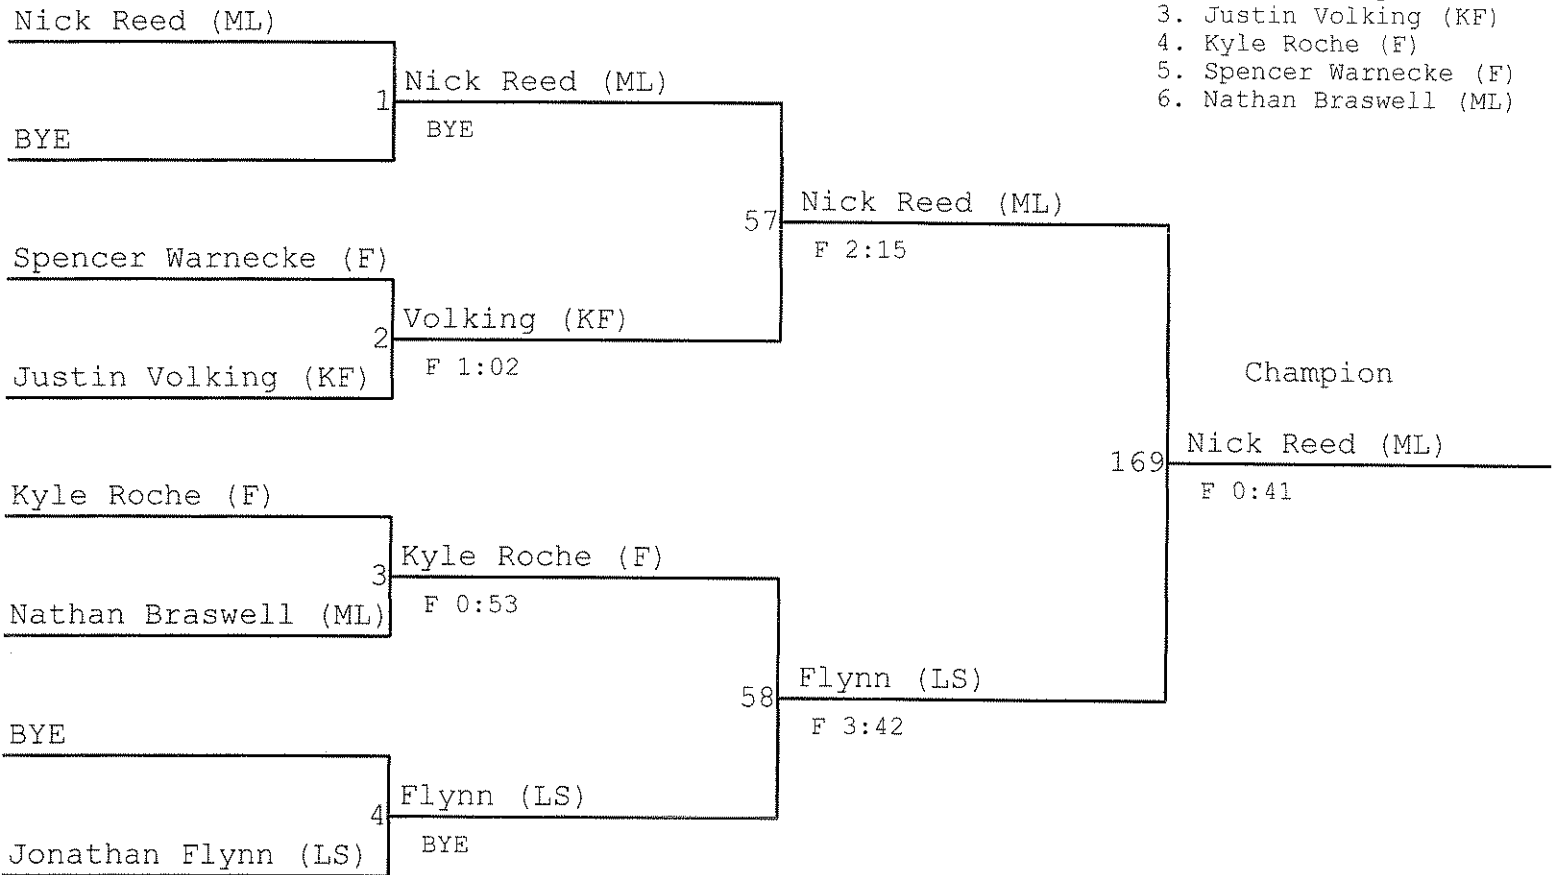 Nick Reed (ML)
BYE
1
Nick Reed (ML)
BYE
Spencer Warnecke (F)
Justin Volking (KF)
2
Volking (KF)
F 1:02
57
Nick Reed (ML)
F 2:15
Kyle Roche (F)
Nathan Braswell (ML)
3
Kyle Roche (F)
F 0:53
BYE
Jonathan Flynn (LS)
4
Flynn (LS)
BYE
58
Flynn (LS)
F 3:42
169
Champion
Nick Reed (ML)
F 0:41
3. Justin Volking (KF)
4. Kyle Roche (F)
5. Spencer Warnecke (F)
6. Nathan Braswell (ML)